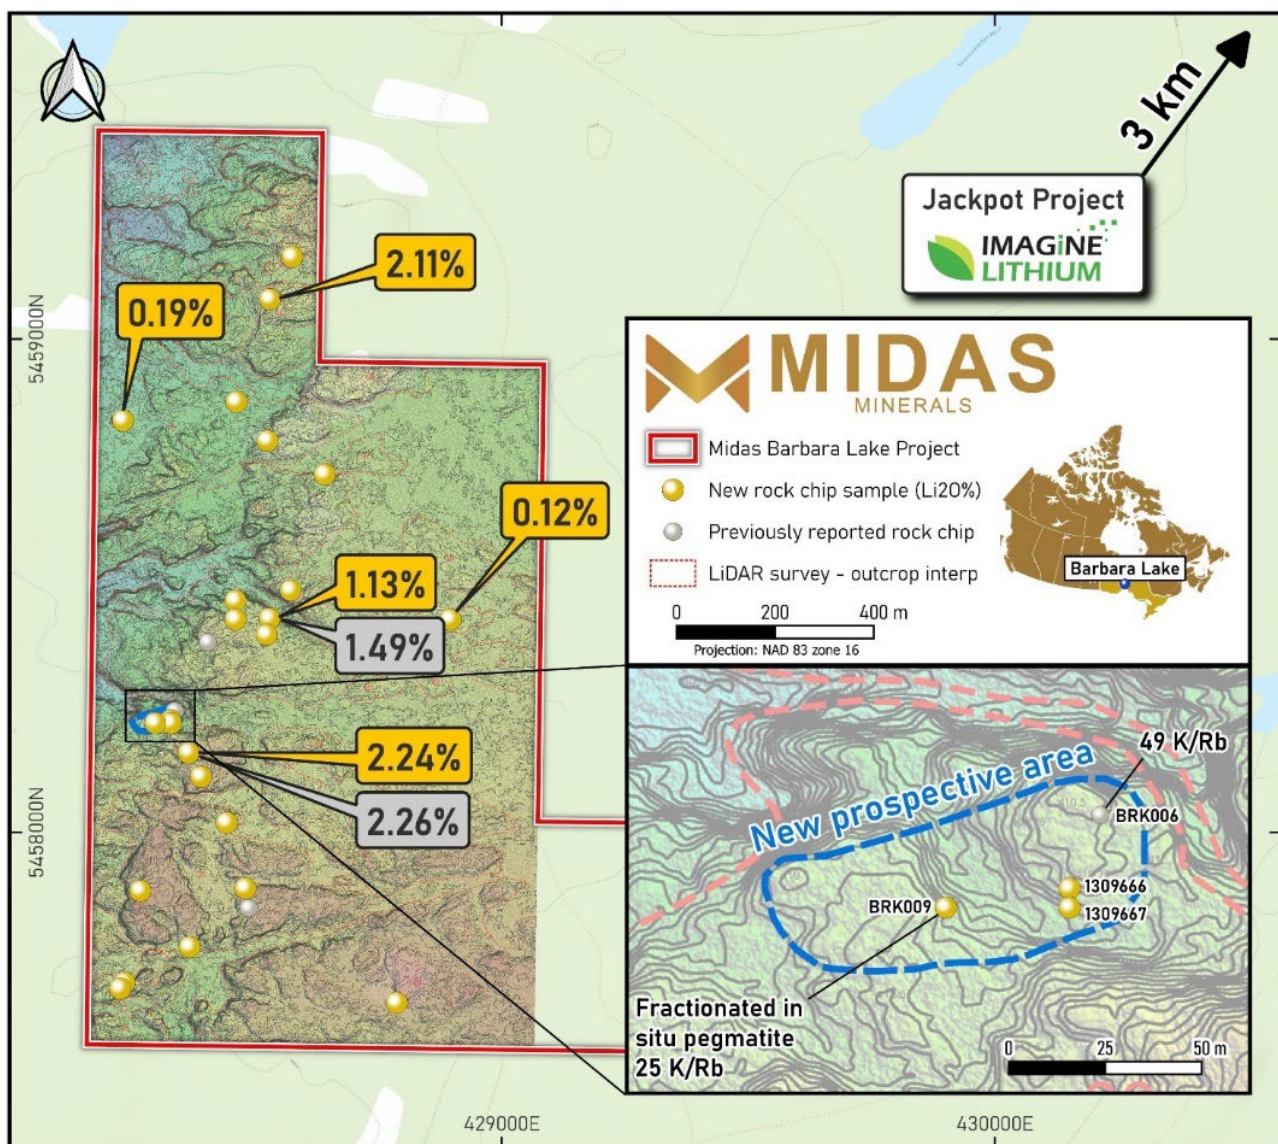 3 km
Jackpot Project
IMAGiNE
LITHIUM
2.11%
0.19%
5459000N
MIDAS
MINERALS
Midas Barbara Lake Project
New rock chip sample (Li2O%)
Previously reported rock chip
LiDAR survey - outcrop interp
0 200 400 m
Projection: NAD 83 zone 16
Barbara Lake
0.12%
1.13%
1.49%
2.24%
2.26%
5458000N
49 K/Rb
New prospective area
BRK006
1309666
BRK009
1309667
Fractionated in
situ pegmatite
25 K/Rb
0 25 50 m
429000E
430000E